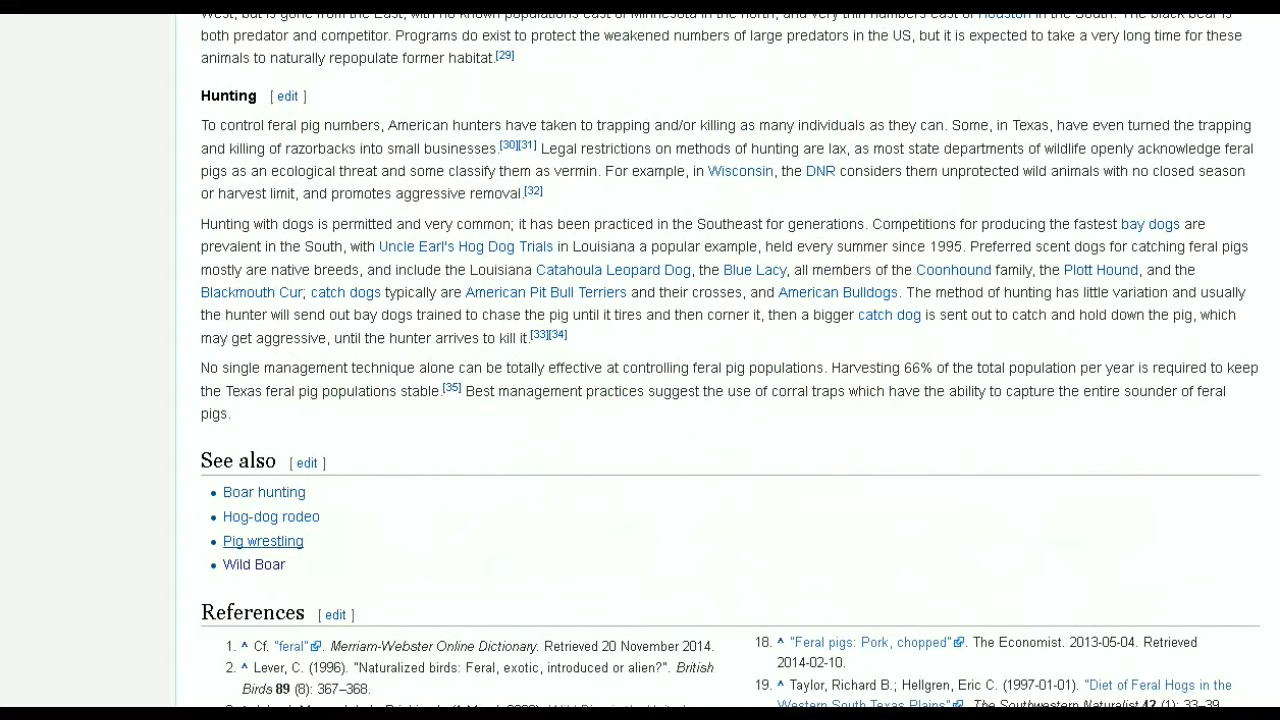 West, but is gone from the East, with no known populations east of Minnesota in the north, and very thin numbers east of Houston in the South. The black bear is
both predator and competitor. Programs do exist to protect the weakened numbers of large predators in the US, but it is expected to take a very long time for these
animals to naturally repopulate former habitat.[29]
Hunting [ edit ]
To control feral pig numbers, American hunters have taken to trapping and/or killing as many individuals as they can. Some, in Texas, have even turned the trapping
and killing of razorbacks into small businesses.[30][31] Legal restrictions on methods of hunting are lax, as most state departments of wildlife openly acknowledge feral
pigs as an ecological threat and some classify them as vermin. For example, in Wisconsin, the DNR considers them unprotected wild animals with no closed season
or harvest limit, and promotes aggressive removal.[32]
Hunting with dogs is permitted and very common; it has been practiced in the Southeast for generations. Competitions for producing the fastest bay dogs are
prevalent in the South, with Uncle Earl's Hog Dog Trials in Louisiana a popular example, held every summer since 1995. Preferred scent dogs for catching feral pigs
mostly are native breeds, and include the Louisiana Catahoula Leopard Dog, the Blue Lacy, all members of the Coonhound family, the Plott Hound, and the
Blackmouth Cur; catch dogs typically are American Pit Bull Terriers and their crosses, and American Bulldogs. The method of hunting has little variation and usually
the hunter will send out bay dogs trained to chase the pig until it tires and then corner it, then a bigger catch dog is sent out to catch and hold down the pig, which
may get aggressive, until the hunter arrives to kill it.[33][34]
No single management technique alone can be totally effective at controlling feral pig populations. Harvesting 66% of the total population per year is required to keep
the Texas feral pig populations stable.[35] Best management practices suggest the use of corral traps which have the ability to capture the entire sounder of feral
pigs.
See also [ edit ]
• Boar hunting
• Hog-dog rodeo
• Pig wrestling
• Wild Boar
References [ edit ]
1. ^ Cf. "feral". Merriam-Webster Online Dictionary. Retrieved 20 November 2014.
2. ^ Lever, C. (1996). "Naturalized birds: Feral, exotic, introduced or alien?". British
Birds 89 (8): 367–368.
18. ^ "Feral pigs: Pork, chopped". The Economist. 2013-05-04. Retrieved
2014-02-10.
19. ^ Taylor, Richard B.; Hellgren, Eric C. (1997-01-01). "Diet of Feral Hogs in the
Western South Texas Plains". The Southwestern Naturalist 42 (1): 33–39.